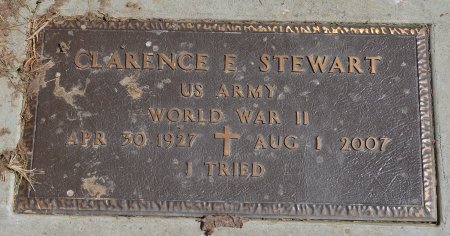 CLARENCE E STEWART
US ARMY
WORLD WAR II
APR 30 1927 AUG 1 2007
I TRIED